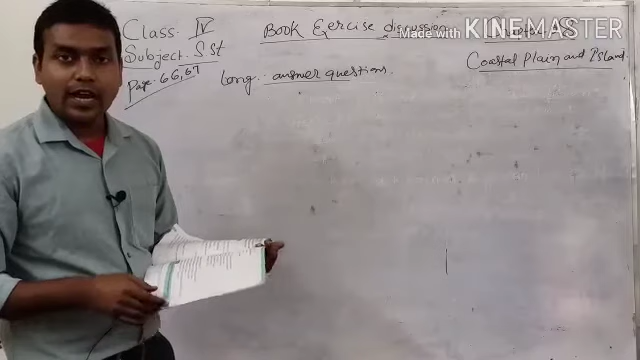 Class. IV
Subject. S.St
Page. 66,67
Book Exercise discussion
Made with KINEMASTER
Coastal Plain and Island.
Long. answer questions.